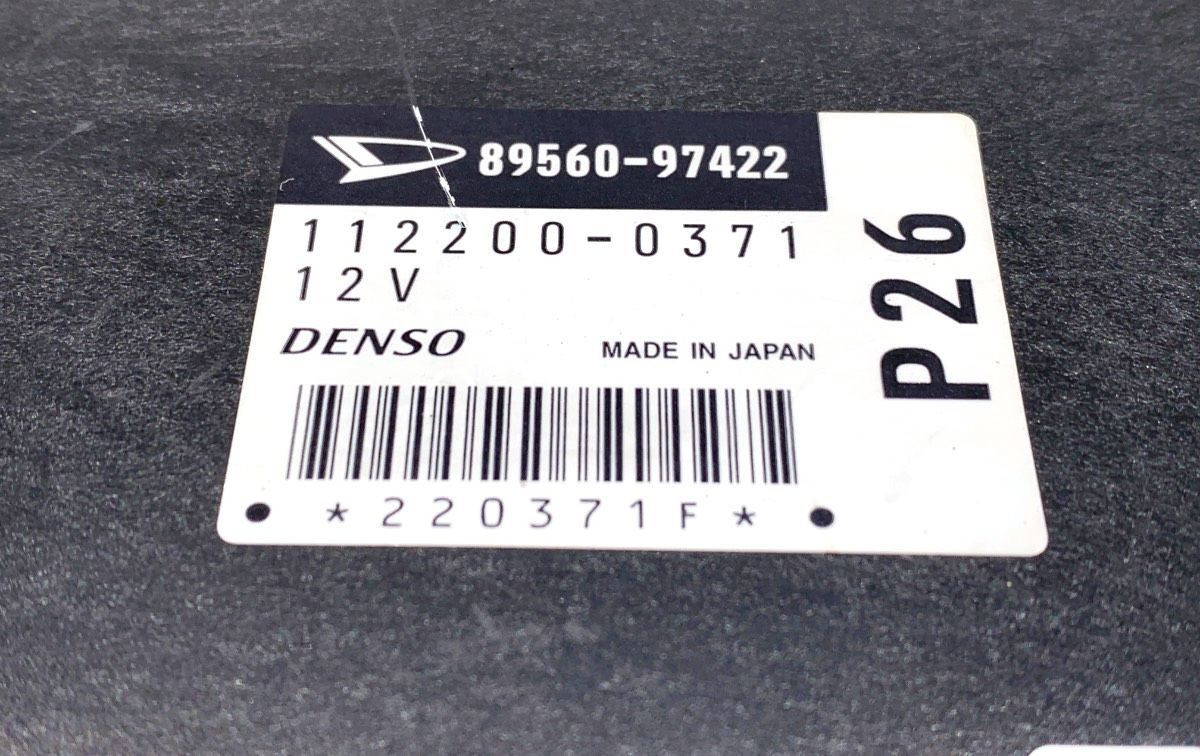 89560-97422
112200-0371
12V
DENSO
MADE IN JAPAN
*220371F*
P26